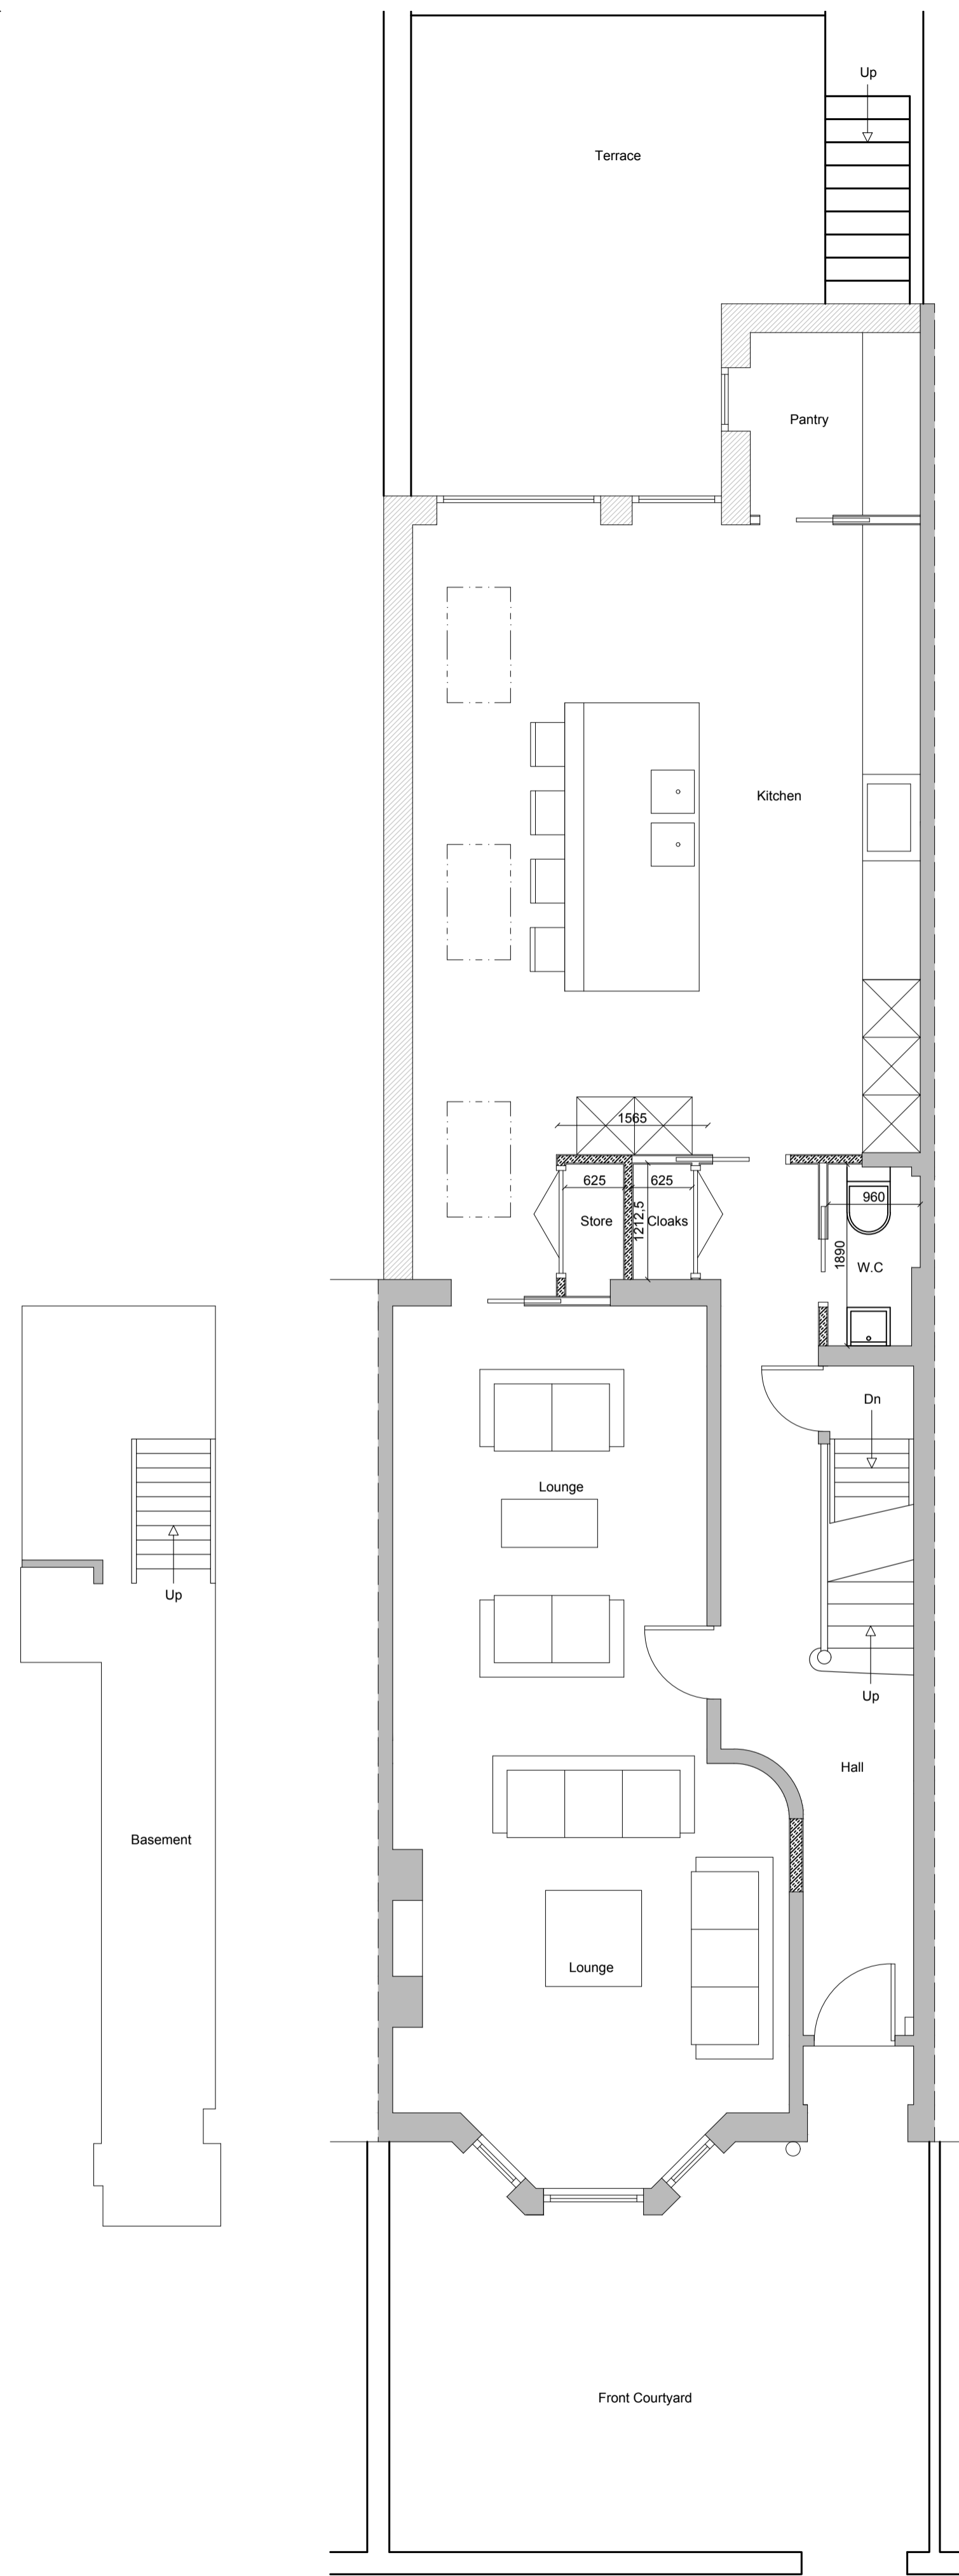 Up
Terrace
Pantry
Kitchen
1565
625
625
960
Store
1212,5
Cloaks
1890
W.C
Dn
Lounge
Up
Up
Hall
Basement
Lounge
Front Courtyard